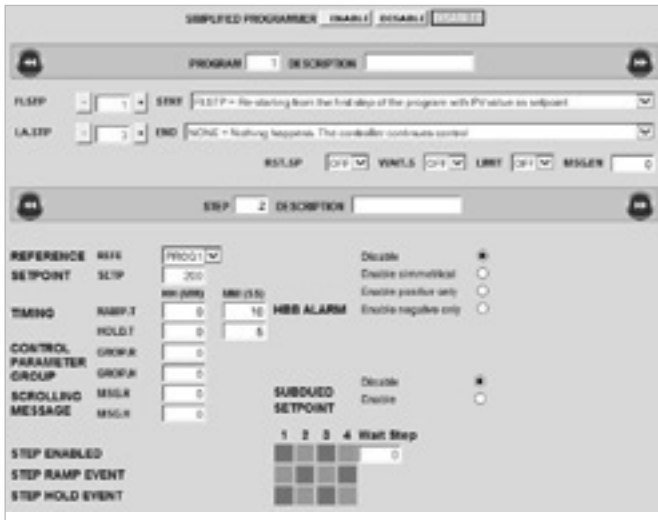 SIMPLIFIED PROGRAMMER ENABLE DISABLE DISABLED
PROGRAM 1 DESCRIPTION
FI.STP - 1 + STRT FI.STP = Re-starting from the first step of the program with PV value as setpoint
LA.STP - 3 + END NONE = Nothing happens. The controller continues control
RST.SP OFF WAIT.S OFF LIMIT OFF MSG.EN 0
STEP 2 DESCRIPTION
REFERENCE REFE PROG1
SETPOINT SETP 200
HH (MM) MM (SS)
TIMING RAMP.T 0 10
HOLD.T 0 5
HBB ALARM
Disable
Enable simmetrical
Enable positive only
Enable negative only
CONTROL PARAMETER GROUP
GROP.R 0
GROP.H 0
SCROLLING MESSAGE
MSG.R 0
MSG.H 0
SUBDUED SETPOINT
Disable
Enable
1 2 3 4 Wait Step
STEP ENABLED 0
STEP RAMP EVENT
STEP HOLD EVENT